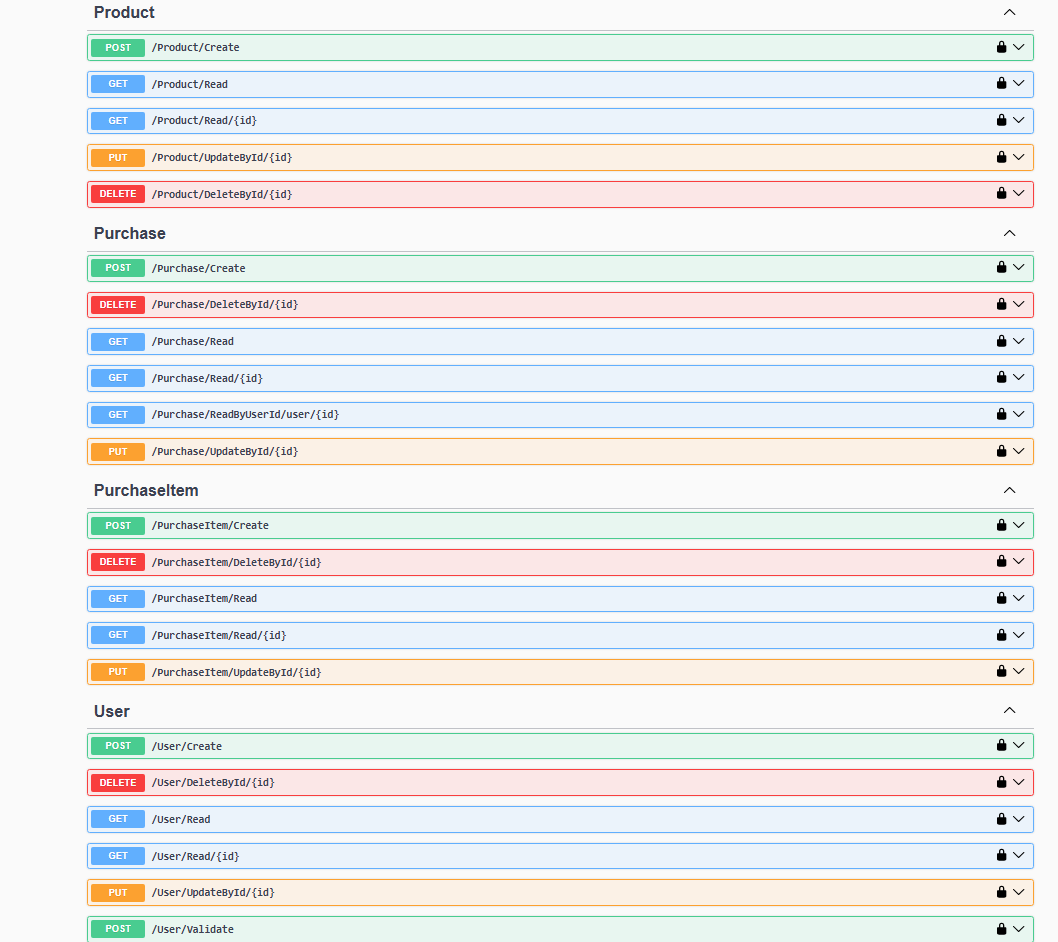 Product
POST /Product/Create
GET /Product/Read
GET /Product/Read/{id}
PUT /Product/UpdateById/{id}
DELETE /Product/DeleteById/{id}
Purchase
POST /Purchase/Create
DELETE /Purchase/DeleteById/{id}
GET /Purchase/Read
GET /Purchase/Read/{id}
GET /Purchase/ReadByUserId/user/{id}
PUT /Purchase/UpdateById/{id}
PurchaseItem
POST /PurchaseItem/Create
DELETE /PurchaseItem/DeleteById/{id}
GET /PurchaseItem/Read
GET /PurchaseItem/Read/{id}
PUT /PurchaseItem/UpdateById/{id}
User
POST /User/Create
DELETE /User/DeleteById/{id}
GET /User/Read
GET /User/Read/{id}
PUT /User/UpdateById/{id}
POST /User/Validate